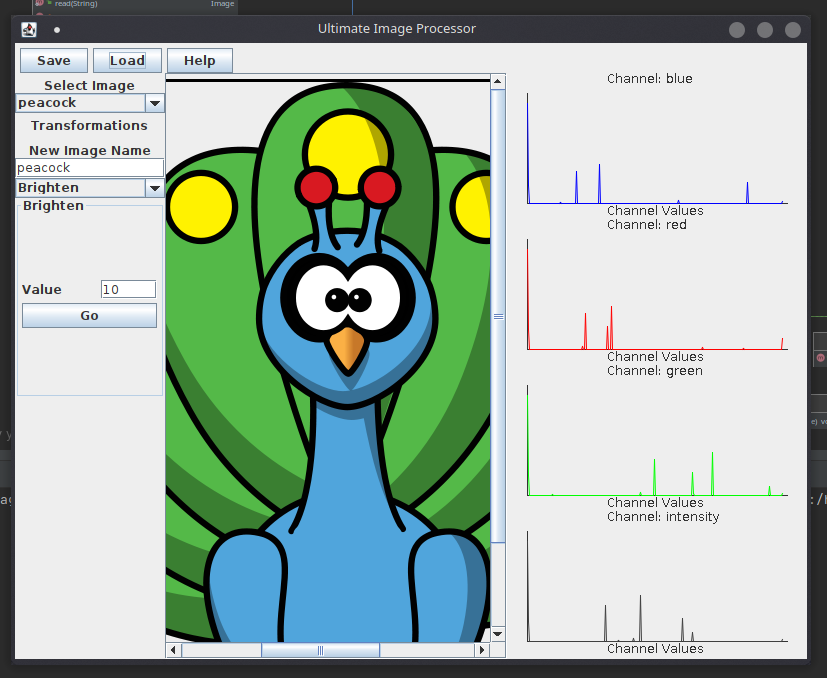 read(String)
Image
Ultimate Image Processor
Save
Load
Help
Select Image
peacock
Transformations
New Image Name
peacock
Brighten
Brighten
Value
10
Go
Channel: blue
Channel Values
Channel: red
Channel Values
Channel: green
Channel Values
Channel: intensity
Channel Values